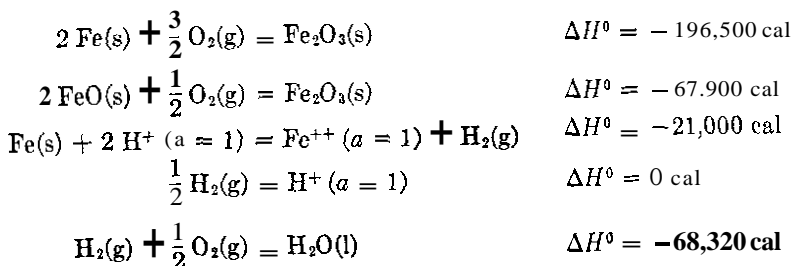 2 Fe(s) + 3/2 O₂(g) = Fe₂O₃(s) ΔH⁰ = − 196,500 cal
2 FeO(s) + 1/2 O₂(g) = Fe₂O₃(s) ΔH⁰ = − 67.900 cal
Fe(s) + 2 H⁺ (a = 1) = Fe⁺⁺ (a = 1) + H₂(g) ΔH⁰ = −21,000 cal
1/2 H₂(g) = H⁺ (a = 1) ΔH⁰ = 0 cal
H₂(g) + 1/2 O₂(g) = H₂O(l) ΔH⁰ = −68,320 cal